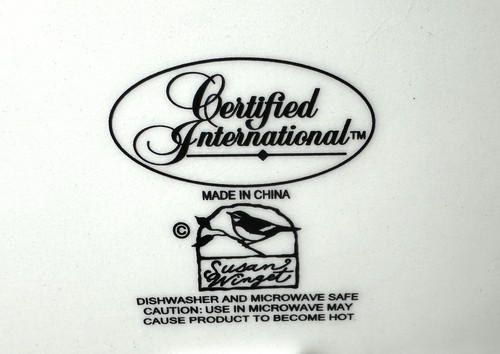 Certified
International™
MADE IN CHINA
©
Susan
Winget
DISHWASHER AND MICROWAVE SAFE
CAUTION: USE IN MICROWAVE MAY
CAUSE PRODUCT TO BECOME HOT